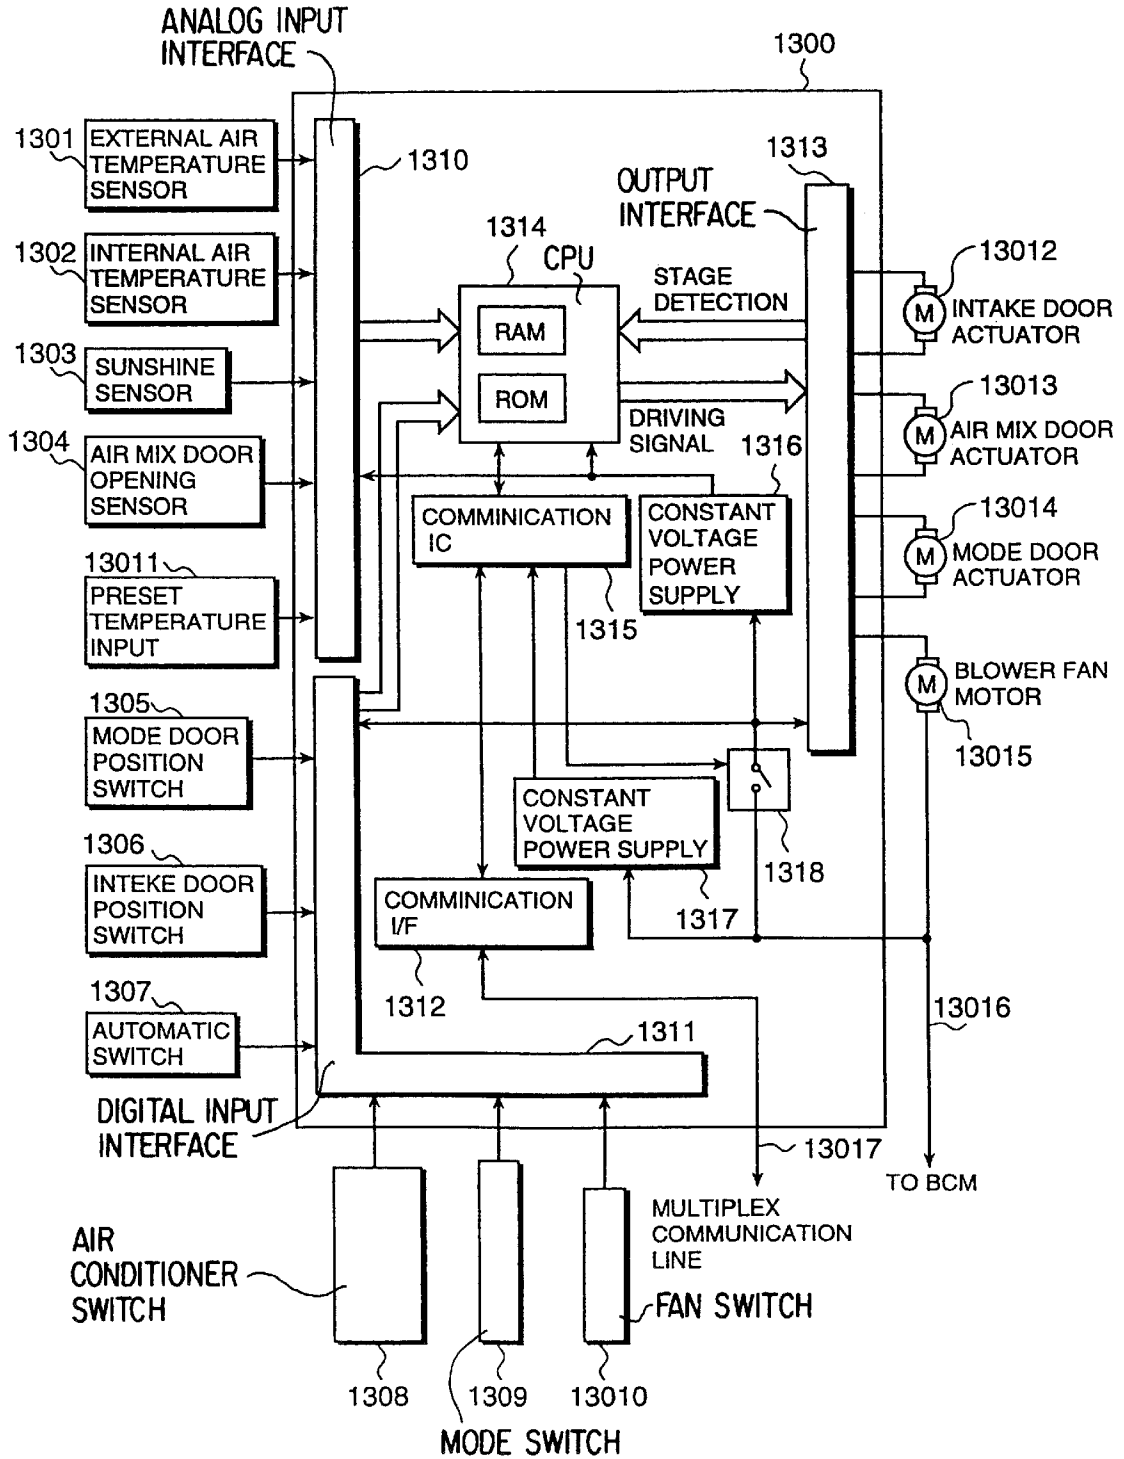 ANALOG INPUT
INTERFACE
1300
1301
EXTERNAL AIR
TEMPERATURE
SENSOR
1310
1313
OUTPUT
INTERFACE
1302
INTERNAL AIR
TEMPERATURE
SENSOR
1314
CPU
RAM
ROM
STAGE
DETECTION
DRIVING
SIGNAL
13012
M
INTAKE DOOR
ACTUATOR
1303
SUNSHINE
SENSOR
13013
M
AIR MIX DOOR
ACTUATOR
1304
AIR MIX DOOR
OPENING
SENSOR
1316
CONSTANT
VOLTAGE
POWER
SUPPLY
COMMINICATION
IC
1315
13014
M
MODE DOOR
ACTUATOR
13011
PRESET
TEMPERATURE
INPUT
M
BLOWER FAN
MOTOR
13015
1305
MODE DOOR
POSITION
SWITCH
CONSTANT
VOLTAGE
POWER SUPPLY
1317
1318
1306
INTEKE DOOR
POSITION
SWITCH
COMMINICATION
I/F
1312
1307
AUTOMATIC
SWITCH
1311
13016
DIGITAL INPUT
INTERFACE
13017
TO BCM
MULTIPLEX
COMMUNICATION
LINE
AIR
CONDITIONER
SWITCH
FAN SWITCH
1308
1309
13010
MODE SWITCH